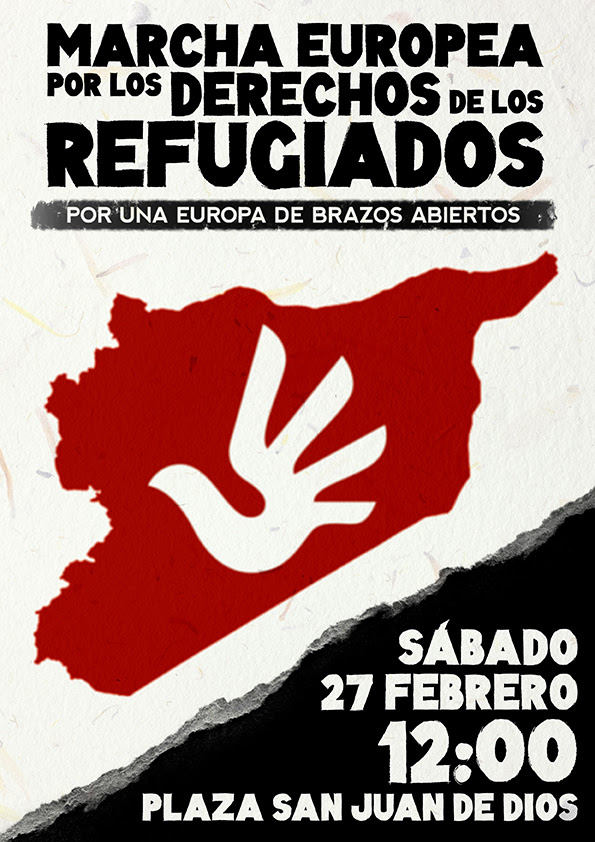 MARCHA EUROPEA
POR LOS DERECHOS DE LOS
REFUGIADOS
POR UNA EUROPA DE BRAZOS ABIERTOS
SÁBADO
27 FEBRERO
12:00
PLAZA SAN JUAN DE DIOS